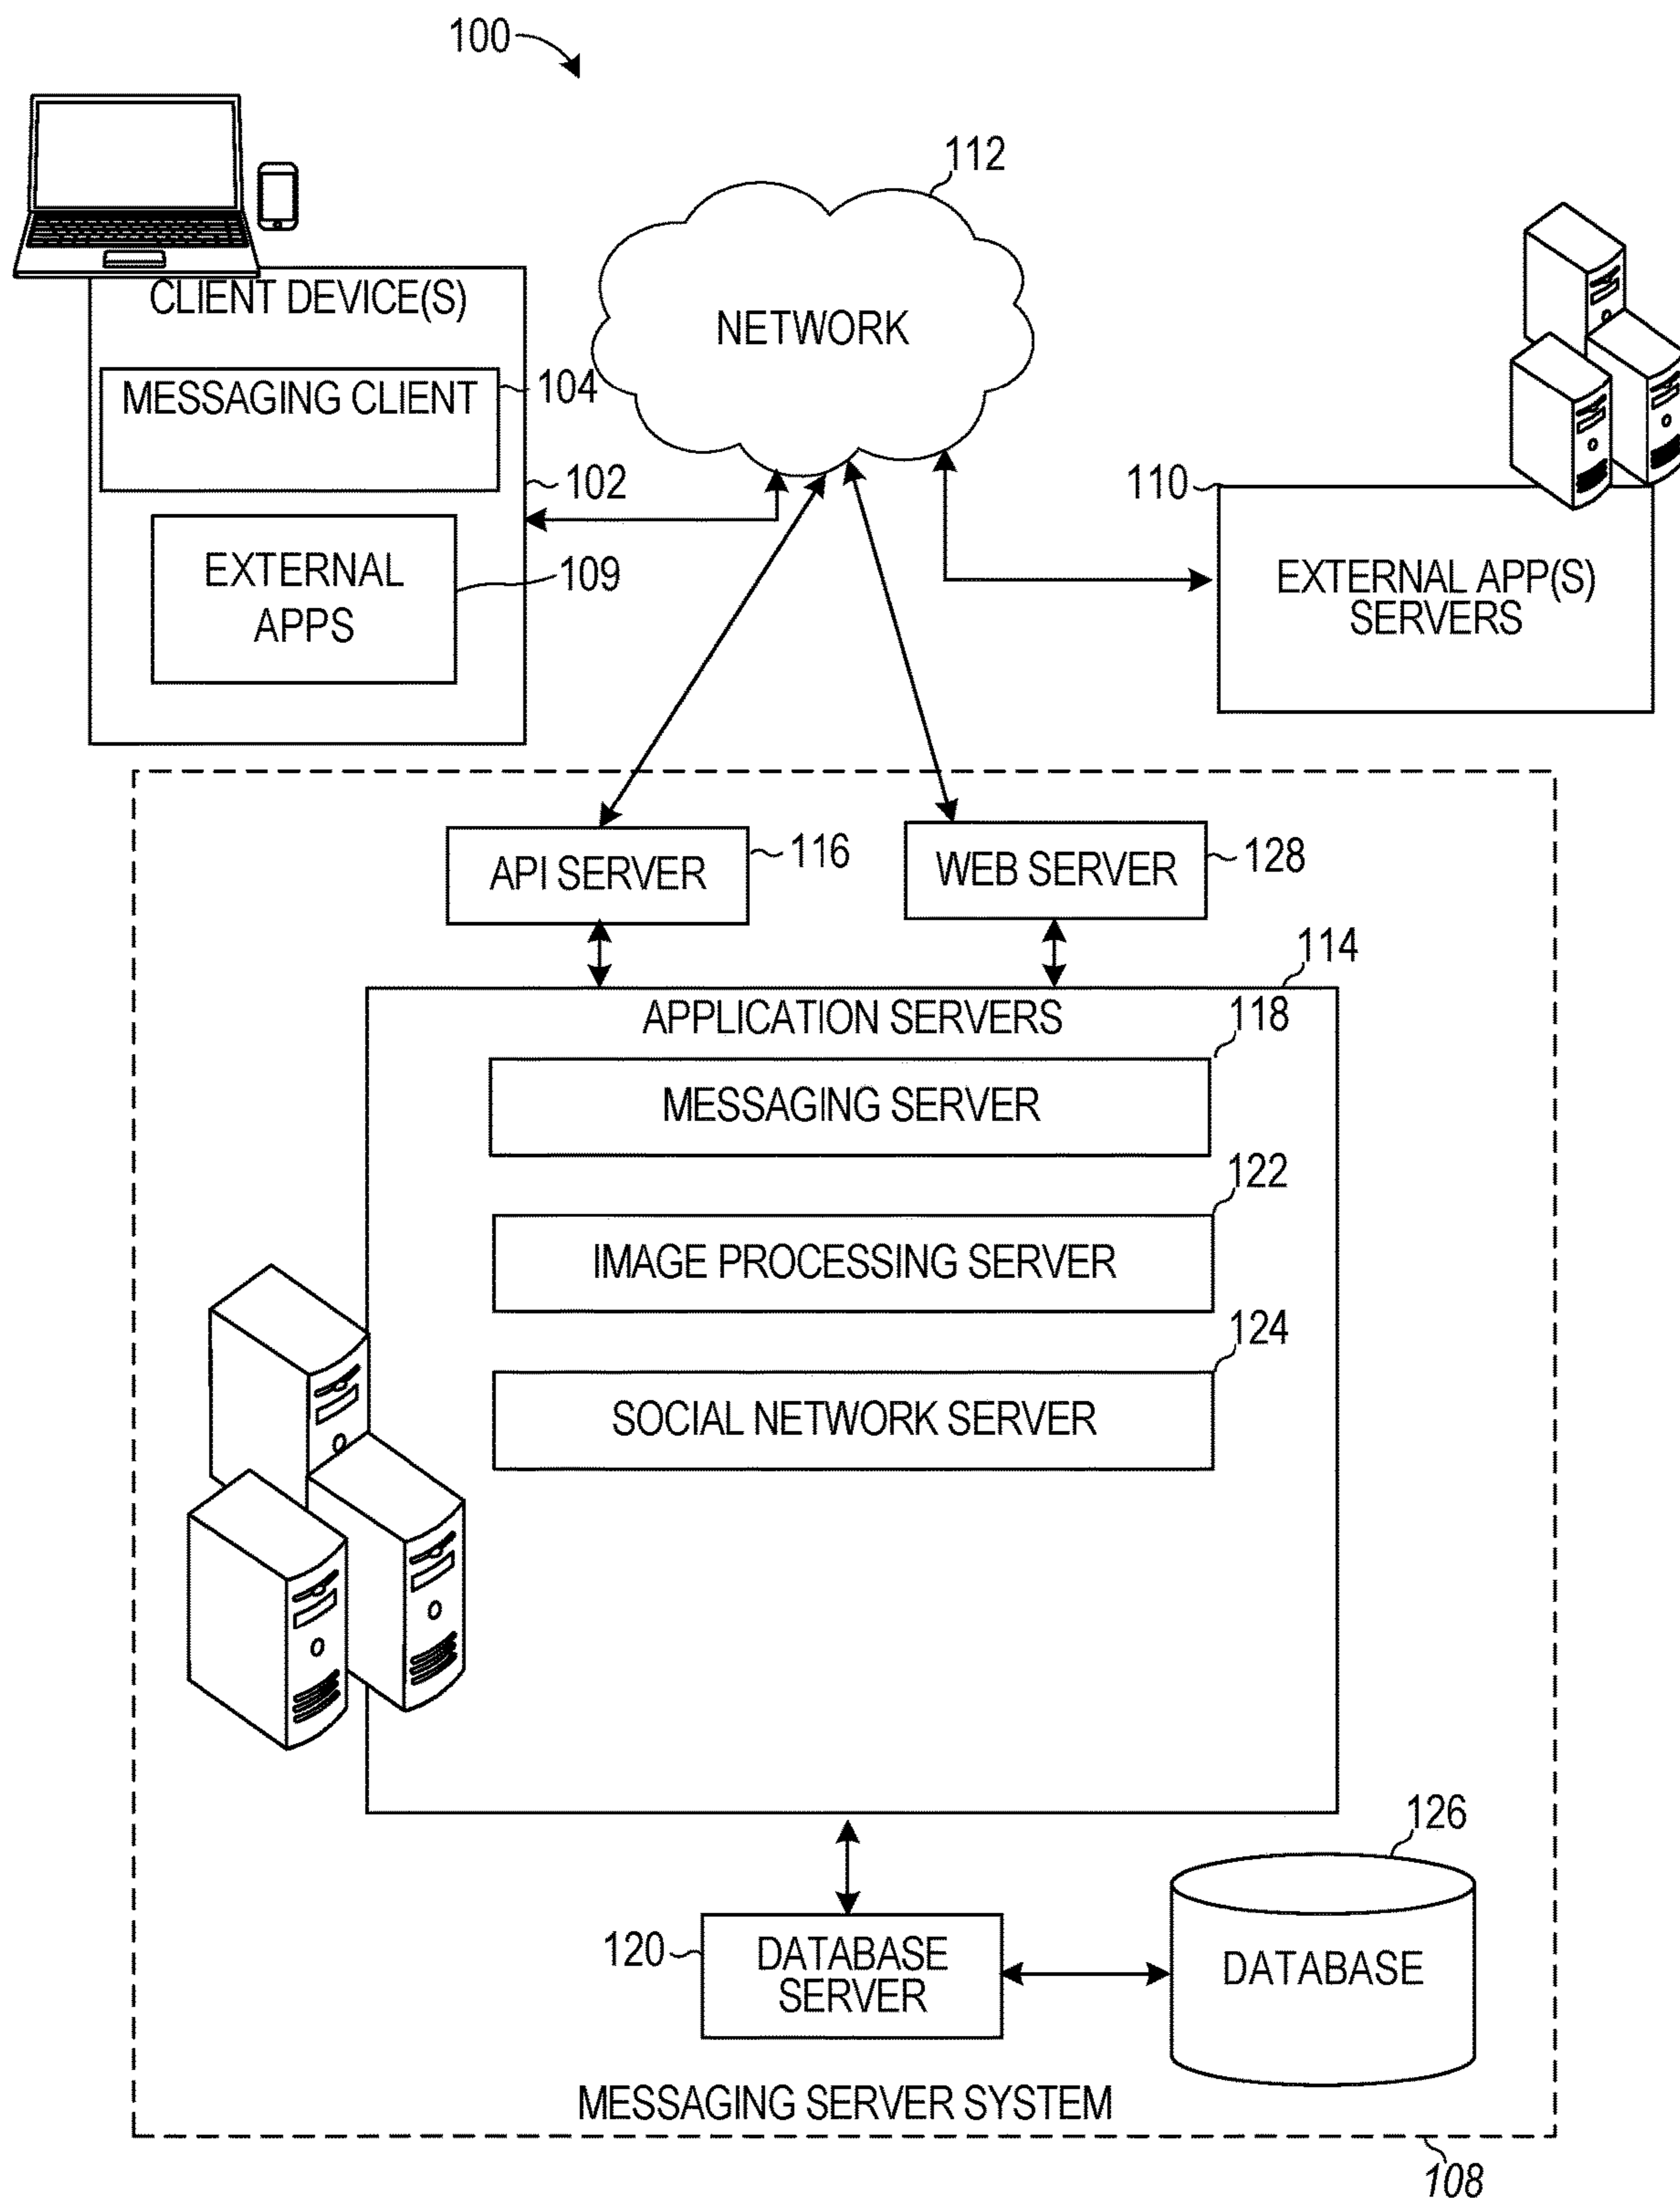 100
112
CLIENT DEVICE(S)
NETWORK
MESSAGING CLIENT
104
102
110
EXTERNAL
APPS
109
EXTERNAL APP(S)
SERVERS
API SERVER
116
WEB SERVER
128
114
APPLICATION SERVERS
118
MESSAGING SERVER
122
IMAGE PROCESSING SERVER
124
SOCIAL NETWORK SERVER
126
120
DATABASE
SERVER
DATABASE
MESSAGING SERVER SYSTEM
108